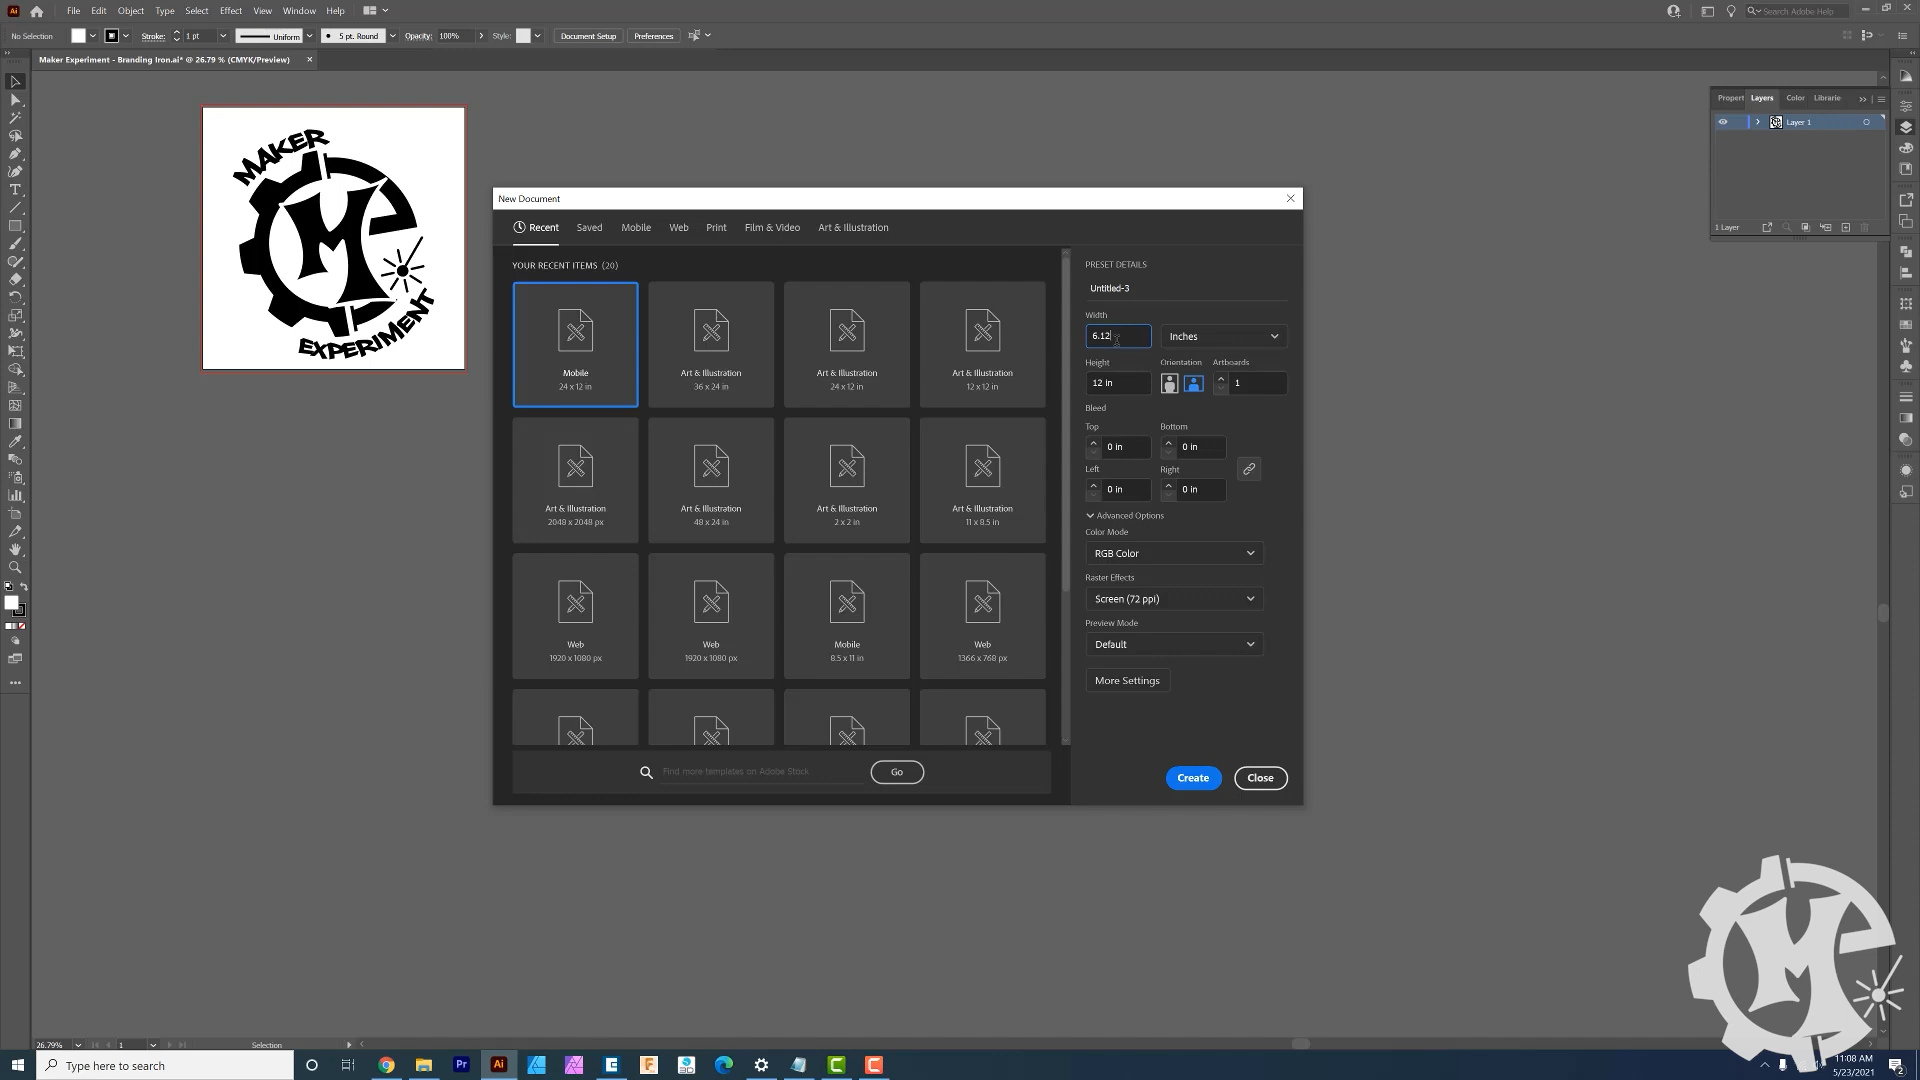 Ai File Edit Object Type Select Effect View Window Help Search Adobe Help
No Selection Stroke: 1 pt Uniform 5 pt. Round Opacity: 100% Style: Document Setup Preferences
Maker Experiment - Branding Iron.ai* @ 26.79 % (CMYK/Preview) ×
Propert Layers Color Librarie
Layer 1
1 Layer
MAKER
Me
EXPERIMENT
New Document
Recent Saved Mobile Web Print Film & Video Art & Illustration
YOUR RECENT ITEMS (20)
Mobile
24 x 12 in
Art & Illustration
36 x 24 in
Art & Illustration
24 x 12 in
Art & Illustration
12 x 12 in
Art & Illustration
2048 x 2048 px
Art & Illustration
48 x 24 in
Art & Illustration
2 x 2 in
Art & Illustration
11 x 8.5 in
Web
1920 x 1080 px
Web
1920 x 1080 px
Mobile
8.5 x 11 in
Web
1366 x 768 px
Find more templates on Adobe Stock
Go
PRESET DETAILS
Untitled-3
Width
6.12
Inches
Height Orientation Artboards
12 in 1
Bleed
Top Bottom
0 in 0 in
Left Right
0 in 0 in
Advanced Options
Color Mode
RGB Color
Raster Effects
Screen (72 ppi)
Preview Mode
Default
More Settings
Create Close
26.79% 1 Selection
Me
Type here to search
Pr Ai 3D
11:08 AM
5/23/2021
2